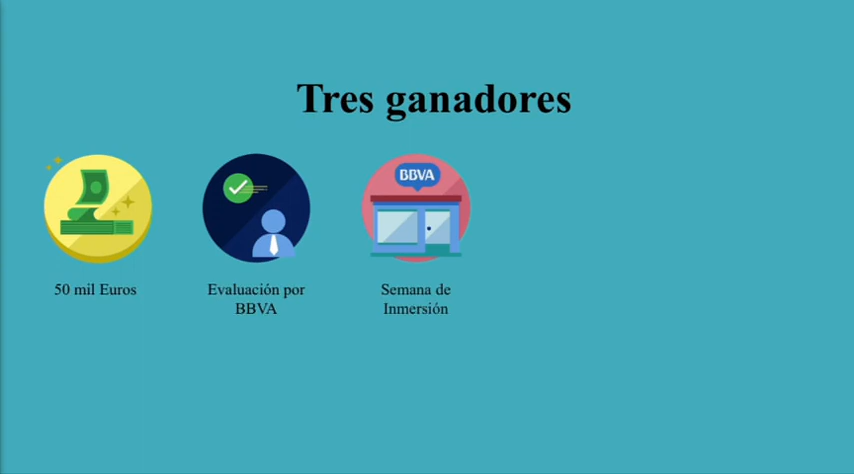 Tres ganadores
BBVA
50 mil Euros
Evaluación por
BBVA
Semana de
Inmersión